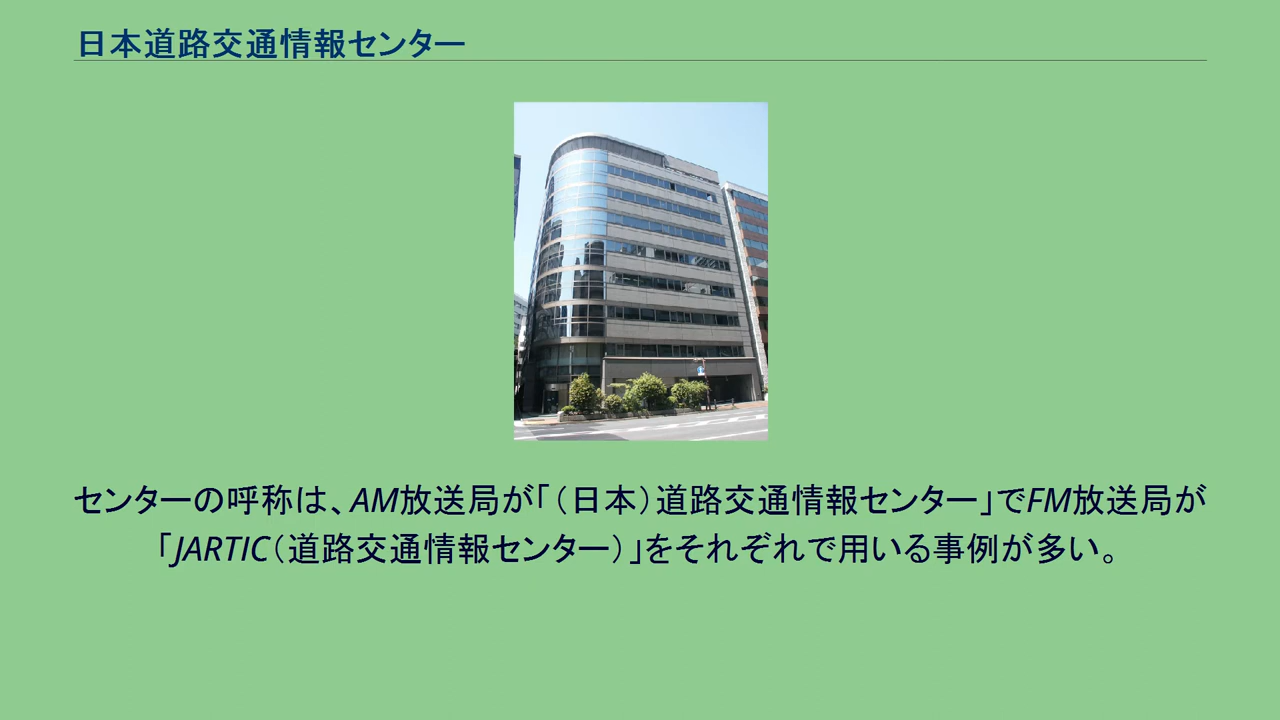 日本道路交通情報センター
センターの呼称は、AM放送局が「（日本）道路交通情報センター」でFM放送局が
「JARTIC（道路交通情報センター）」をそれぞれで用いる事例が多い。